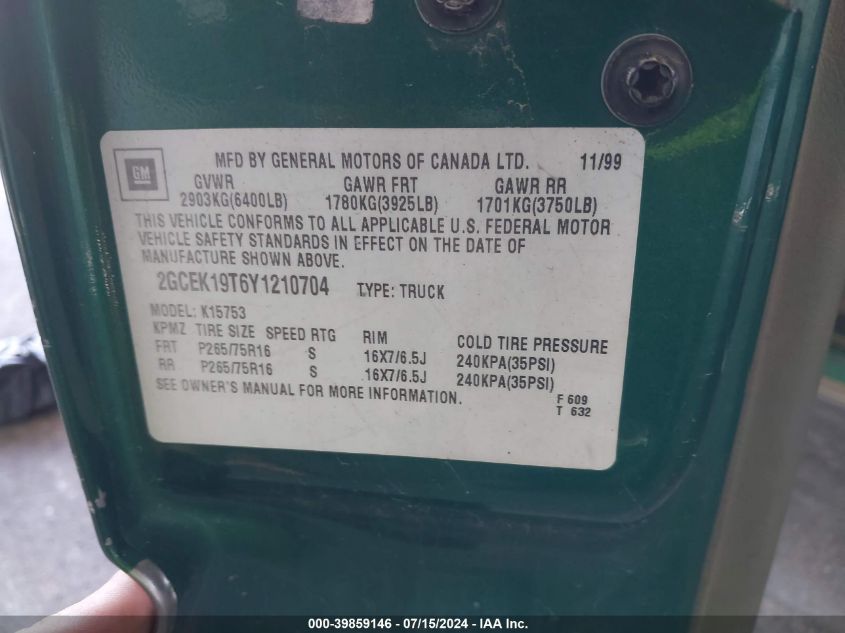 GM
MFD BY GENERAL MOTORS OF CANADA LTD. 11/99
GVWR GAWR FRT GAWR RR
2903KG(6400LB) 1780KG(3925LB) 1701KG(3750LB)
THIS VEHICLE CONFORMS TO ALL APPLICABLE U.S. FEDERAL MOTOR
VEHICLE SAFETY STANDARDS IN EFFECT ON THE DATE OF
MANUFACTURE SHOWN ABOVE.
2GCEK19T6Y1210704 TYPE: TRUCK
MODEL: K15753
KPMZ TIRE SIZE SPEED RTG RIM COLD TIRE PRESSURE
FRT P265/75R16 S 16X7/6.5J 240KPA(35PSI)
RR P265/75R16 S 16X7/6.5J 240KPA(35PSI)
SEE OWNER'S MANUAL FOR MORE INFORMATION.
F 609
T 632
000-39859146 - 07/15/2024 - IAA Inc.